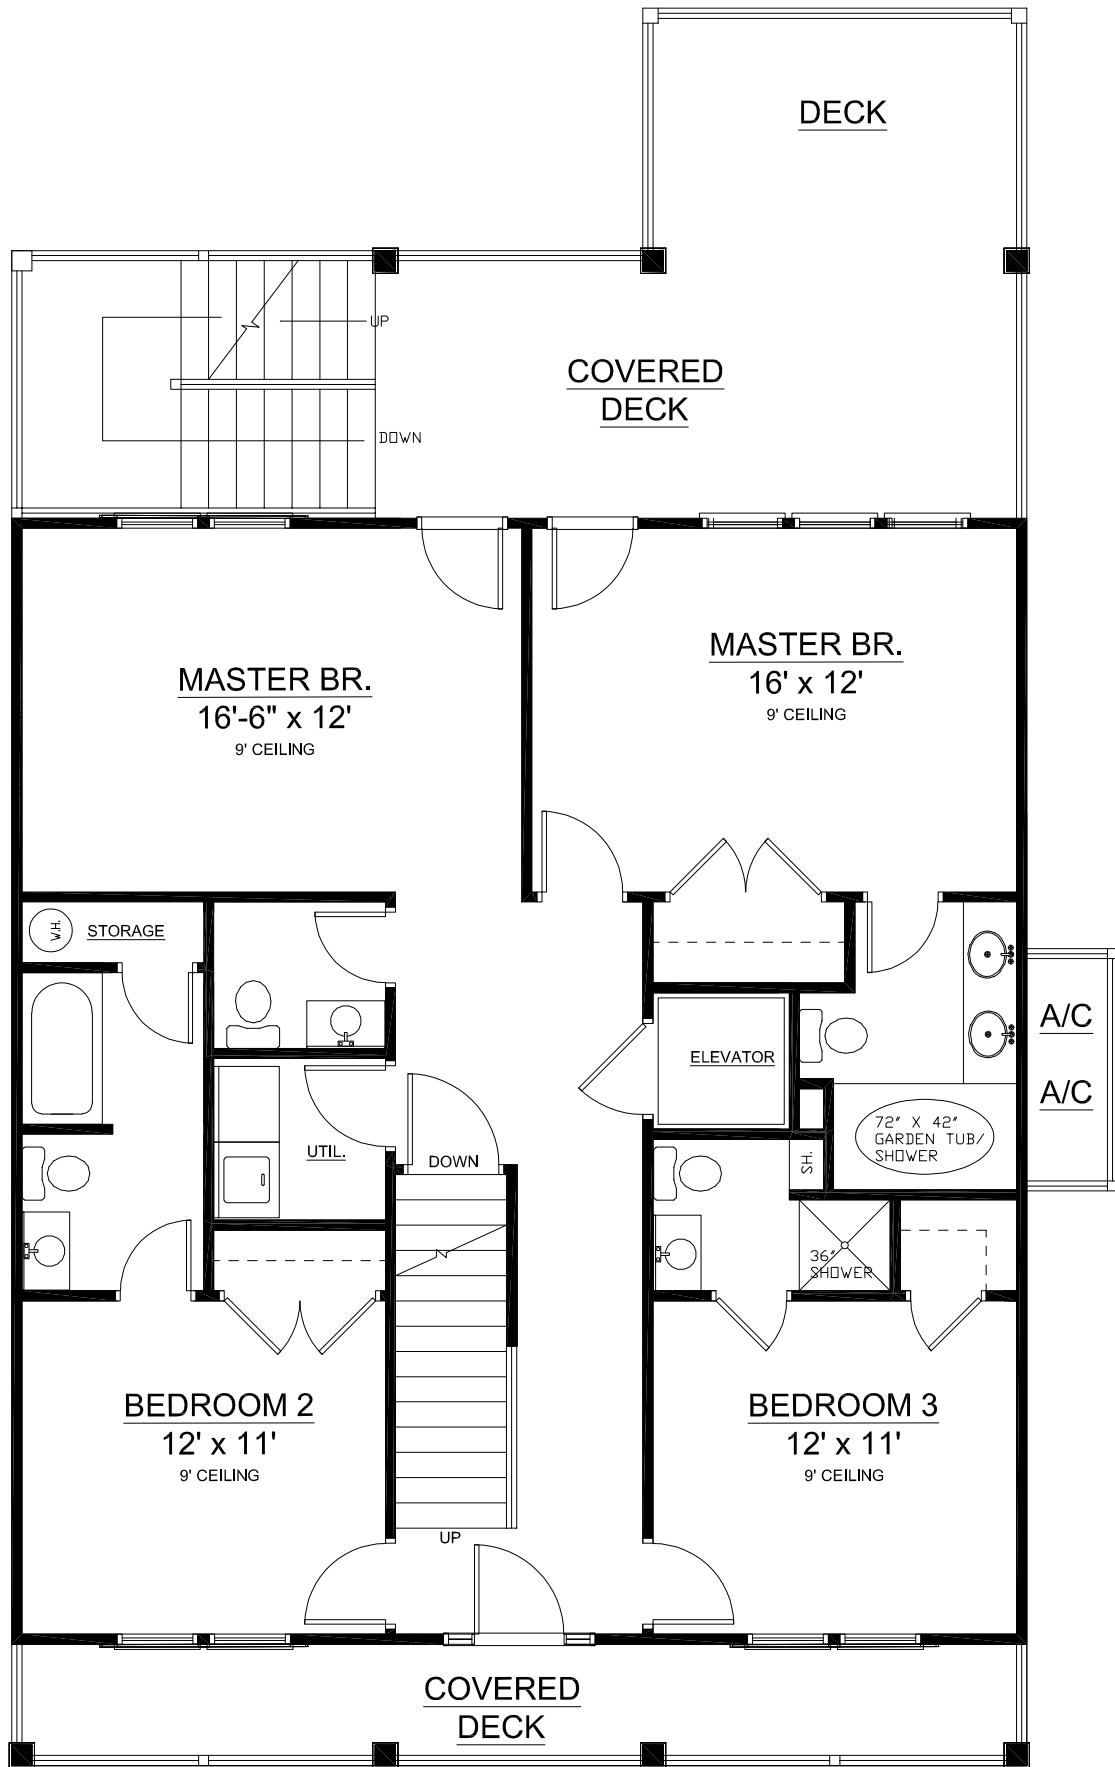 DECK
UP
COVERED
DECK
DOWN
MASTER BR.
16'-6" x 12'
9' CEILING
MASTER BR.
16' x 12'
9' CEILING
W.H.
STORAGE
A/C
A/C
ELEVATOR
72" X 42"
GARDEN TUB/
SHOWER
UTIL.
DOWN
SH.
36"
SHOWER
BEDROOM 2
12' x 11'
9' CEILING
BEDROOM 3
12' x 11'
9' CEILING
UP
COVERED
DECK